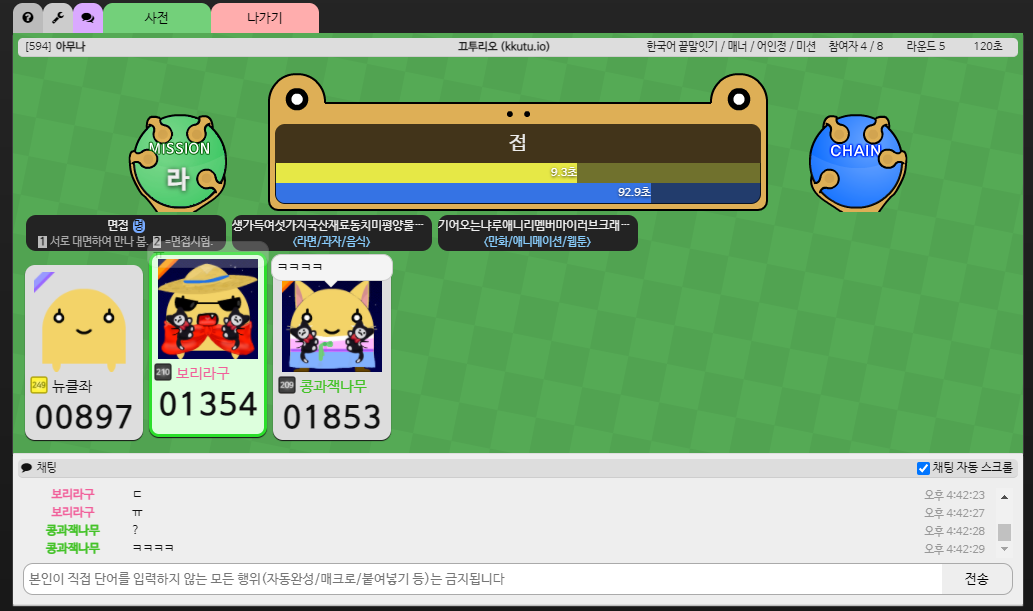 사전
나가기
[594] 아무나
끄투리오 (kkutu.io)
한국어 끝말잇기 / 매너 / 어인정 / 미션
참여자 4 / 8
라운드 5
120초
MISSION
라
접
9.3초
92.9초
CHAIN
면접 명
1 서로 대면하여 만나 봄. 2 =면접시험.
생가득여섯가지국산재료동치미평양물…
<라면/과자/음식>
기어오는냐루애니리멤버마이러브크래…
<만화/애니메이션/웹툰>
ㅋㅋㅋㅋ
249 뉴클좌
00897
210 보리라구
01354
209 콩과잭나무
01853
채팅
채팅 자동 스크롤
보리라구 ㄷ 오후 4:42:23
보리라구 ㅠ 오후 4:42:27
콩과잭나무 ? 오후 4:42:28
콩과잭나무 ㅋㅋㅋㅋ 오후 4:42:29
본인이 직접 단어를 입력하지 않는 모든 행위(자동완성/매크로/붙여넣기 등)는 금지됩니다
전송